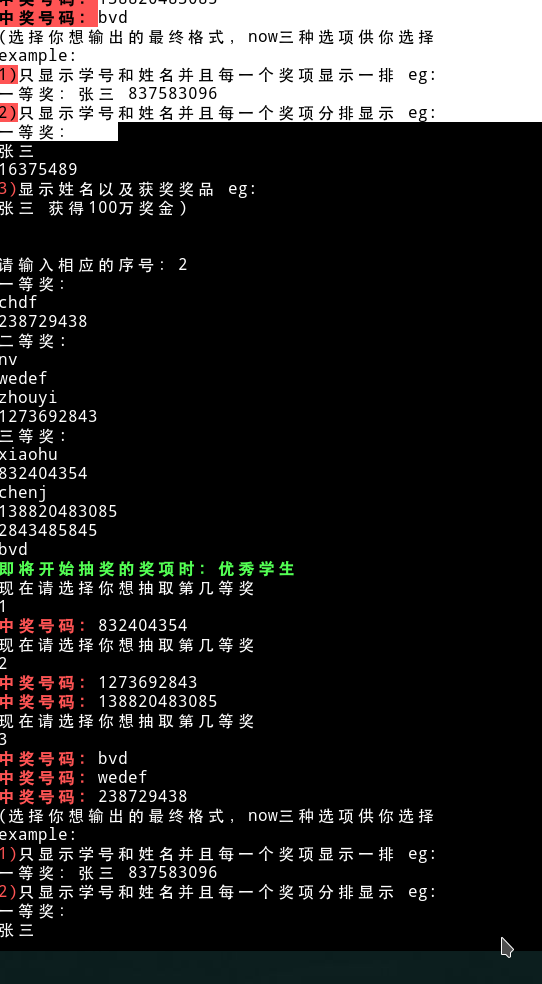 中奖号码: 138820483085
中奖号码: bvd
(选择你想输出的最终格式, now三种选项供你选择
example:
1)只显示学号和姓名并且每一个奖项显示一排 eg:
一等奖: 张三 837583096
2)只显示学号和姓名并且每一个奖项分排显示 eg:
一等奖:
张三
16375489
3)显示姓名以及获奖奖品 eg:
张三 获得100万奖金)
请输入相应的序号: 2
一等奖:
chdf
238729438
二等奖:
nv
wedef
zhouyi
1273692843
三等奖:
xiaohu
832404354
chenj
138820483085
2843485845
bvd
即将开始抽奖的奖项时: 优秀学生
现在请选择你想抽取第几等奖
1
中奖号码: 832404354
现在请选择你想抽取第几等奖
2
中奖号码: 1273692843
中奖号码: 138820483085
现在请选择你想抽取第几等奖
3
中奖号码: bvd
中奖号码: wedef
中奖号码: 238729438
(选择你想输出的最终格式, now三种选项供你选择
example:
1)只显示学号和姓名并且每一个奖项显示一排 eg:
一等奖: 张三 837583096
2)只显示学号和姓名并且每一个奖项分排显示 eg:
一等奖:
张三